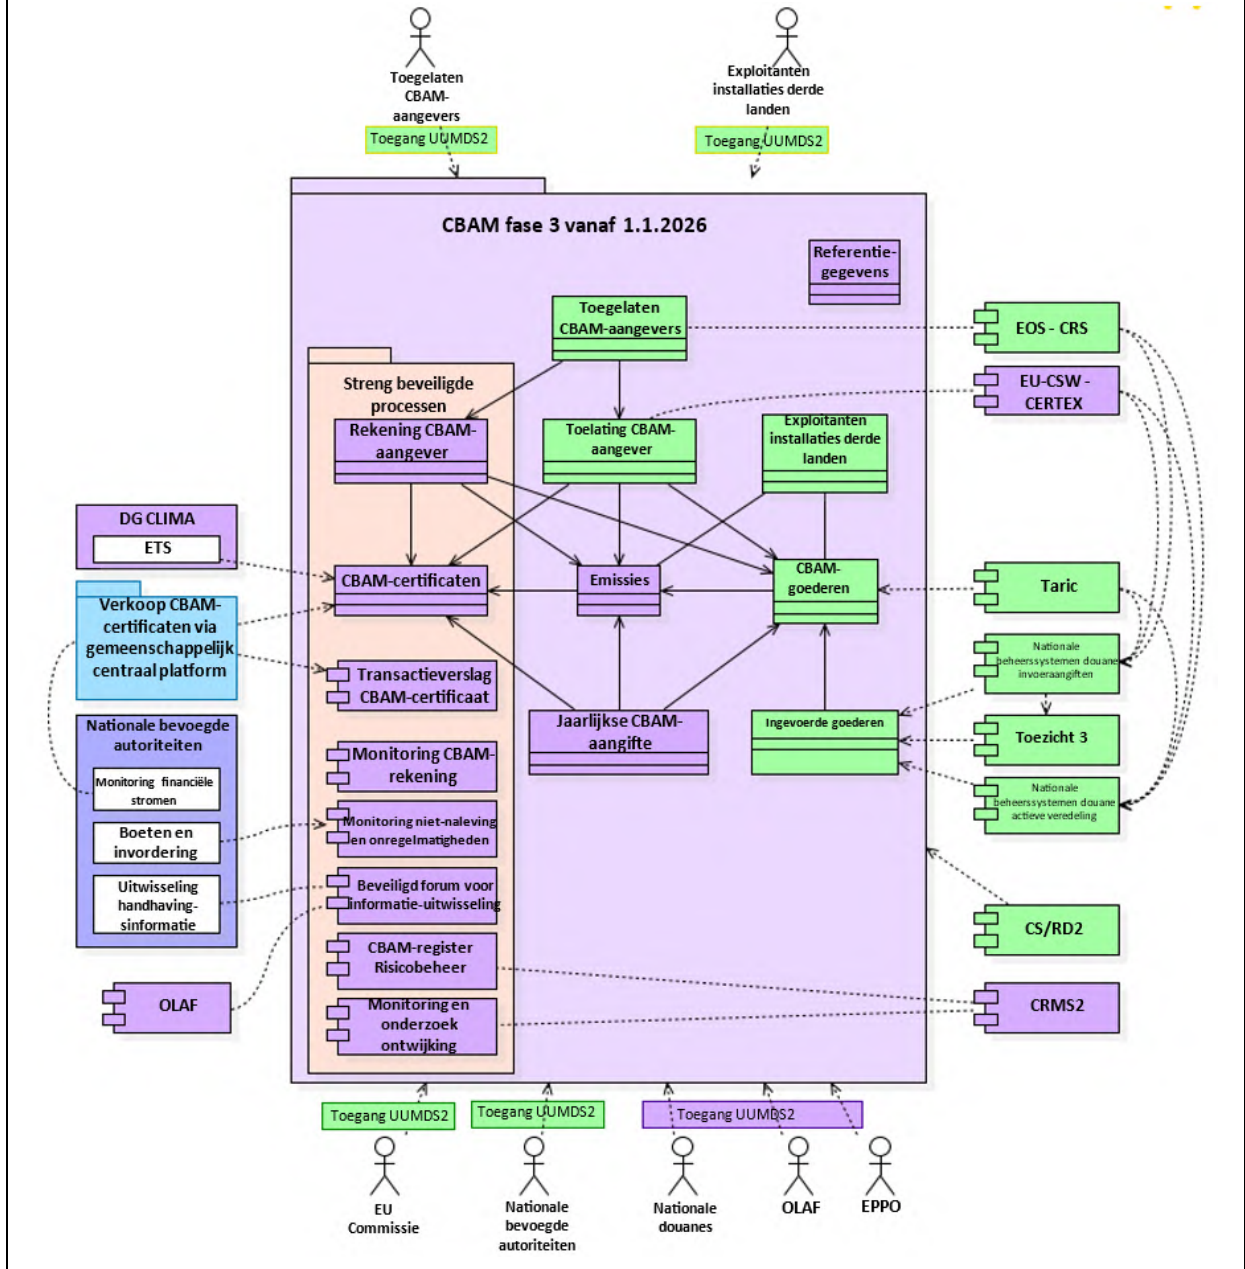 Toegelaten
CBAM-
aangevers
Exploitanten
installaties derde
landen
Toegang UUMDS2
Toegang UUMDS2
CBAM fase 3 vanaf 1.1.2026
Referentie-
gegevens
Toegelaten
CBAM-aangevers
EOS - CRS
Streng beveiligde
processen
EU-CSW -
CERTEX
Rekening CBAM-
aangever
Toelating CBAM-
aangever
Exploitanten
installaties derde
landen
DG CLIMA
ETS
CBAM-certificaten
Emissies
CBAM-
goederen
Taric
Verkoop CBAM-
certificaten via
gemeenschappelijk
centraal platform
Nationale
beheerssystemen douane
invoeraangiften
Transactieverslag
CBAM-certificaat
Nationale bevoegde
autoriteiten
Jaarlijkse CBAM-
aangifte
Ingevoerde goederen
Toezicht 3
Monitoring CBAM-
rekening
Monitoring financiële
stromen
Nationale
beheerssystemen douane
actieve veredeling
Boeten en
invordering
Monitoring niet-naleving
en onregelmatigheden
Uitwisseling
handhaving-
sinformatie
Beveiligd forum voor
informatie-uitwisseling
CS/RD2
CBAM-register
Risicobeheer
OLAF
Monitoring en
onderzoek
ontwijking
CRMS2
Toegang UUMDS2
Toegang UUMDS2
Toegang UUMDS2
EU
Commissie
Nationale
bevoegde
autoriteiten
Nationale
douanes
OLAF
EPPO